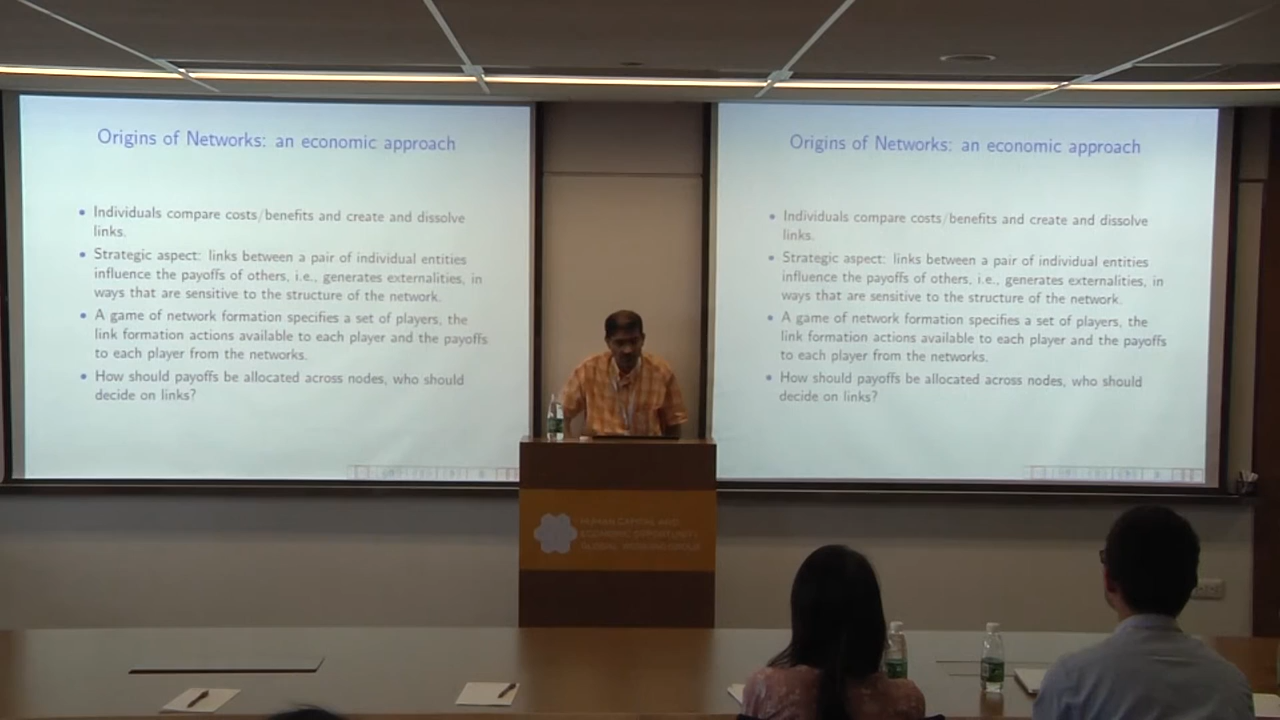 Origins of Networks: an economic approach
Individuals compare costs/benefits and create and dissolve
links.
Strategic aspect: links between a pair of individual entities
influence the payoffs of others, i.e., generates externalities, in
ways that are sensitive to the structure of the network.
A game of network formation specifies a set of players, the
link formation actions available to each player and the payoffs
to each player from the networks.
How should payoffs be allocated across nodes, who should
decide on links?
Origins of Networks: an economic approach
Individuals compare costs/benefits and create and dissolve
links.
Strategic aspect: links between a pair of individual entities
influence the payoffs of others, i.e., generates externalities, in
ways that are sensitive to the structure of the network.
A game of network formation specifies a set of players, the
link formation actions available to each player and the payoffs
to each player from the networks.
How should payoffs be allocated across nodes, who should
decide on links?
HUMAN CAPITAL AND
ECONOMIC OPPORTUNITY
GLOBAL WORKING GROUP